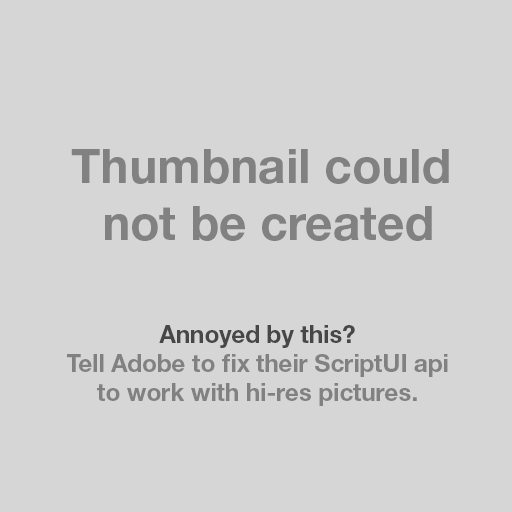 Thumbnail could
not be created
Annoyed by this?
Tell Adobe to fix their ScriptUI api
to work with hi-res pictures.